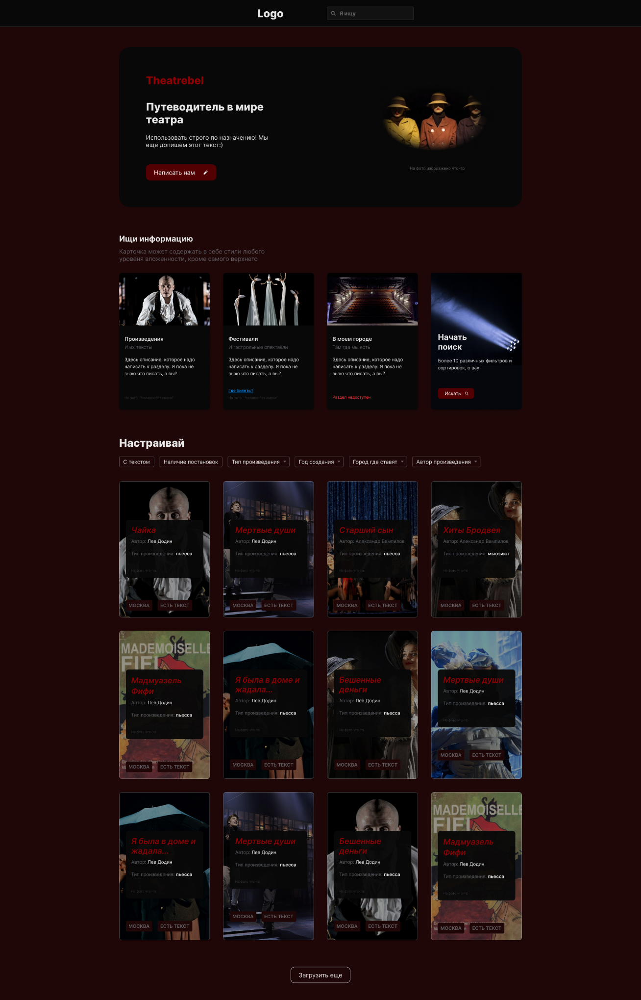 Logo
Я ищу
Theatrebel
Путеводитель в мире
театра
Использовать строго по назначению! Мы
еще допишем этот текст:)
Написать нам
На фото изображено что-то
Ищи информацию
Карточка может содержать в себе стили любого
уровеня вложенности, кроме самого верхнего
Произведения
И их тексты
Здесь описание, которое надо
написать к разделу. Я пока не
знаю что писать, а вы?
На фото "Человек без имени"
Фестивали
И гастрольные спектакли
Здесь описание, которое надо
написать к разделу. Я пока не
знаю что писать, а вы?
Где билеты?
На фото "Человек без имени"
В моем городе
Там где мы есть
Здесь описание, которое надо
написать к разделу. Я пока не
знаю что писать, а вы?
Раздел недоступен
Начать
поиск
Более 10 различных фильтров и
сортировок, о вау
Искать
Настраивай
С текстом
Наличие постановок
Тип произведения
Год создания
Город где ставят
Автор произведения
Чайка
Автор: Лев Додин
Тип произведения: пьесса
На фото что-то
МОСКВА
ЕСТЬ ТЕКСТ
Мертвые души
Автор: Лев Додин
Тип произведения: пьесса
На фото что-то
МОСКВА
ЕСТЬ ТЕКСТ
Старший сын
Автор: Александр Вампилов
Тип произведения: пьесса
На фото что-то
МОСКВА
ЕСТЬ ТЕКСТ
Хиты Бродвея
Автор: Александр Вампилов
Тип произведения: мьюзикл
На фото что-то
МОСКВА
ЕСТЬ ТЕКСТ
MADEMOISELLE
FIFI
Мадмуазель
Фифи
Автор: Лев Додин
Тип произведения: пьесса
На фото что-то
МОСКВА
ЕСТЬ ТЕКСТ
Я была в доме и
жадала...
Автор: Лев Додин
Тип произведения: пьесса
На фото что-то
МОСКВА
ЕСТЬ ТЕКСТ
Бешенные
деньги
Автор: Лев Додин
Тип произведения: пьесса
На фото что-то
МОСКВА
ЕСТЬ ТЕКСТ
Мертвые души
Автор: Лев Додин
Тип произведения: пьесса
На фото что-то
МОСКВА
ЕСТЬ ТЕКСТ
Я была в доме и
жадала...
Автор: Лев Додин
Тип произведения: пьесса
На фото что-то
МОСКВА
ЕСТЬ ТЕКСТ
Мертвые души
Автор: Лев Додин
Тип произведения: пьесса
На фото что-то
МОСКВА
ЕСТЬ ТЕКСТ
Бешенные
деньги
Автор: Лев Додин
Тип произведения: пьесса
На фото что-то
МОСКВА
ЕСТЬ ТЕКСТ
MADEMOISELLE
FIFI
Мадмуазель
Фифи
Автор: Лев Додин
Тип произведения: пьесса
На фото что-то
МОСКВА
ЕСТЬ ТЕКСТ
Загрузить еще